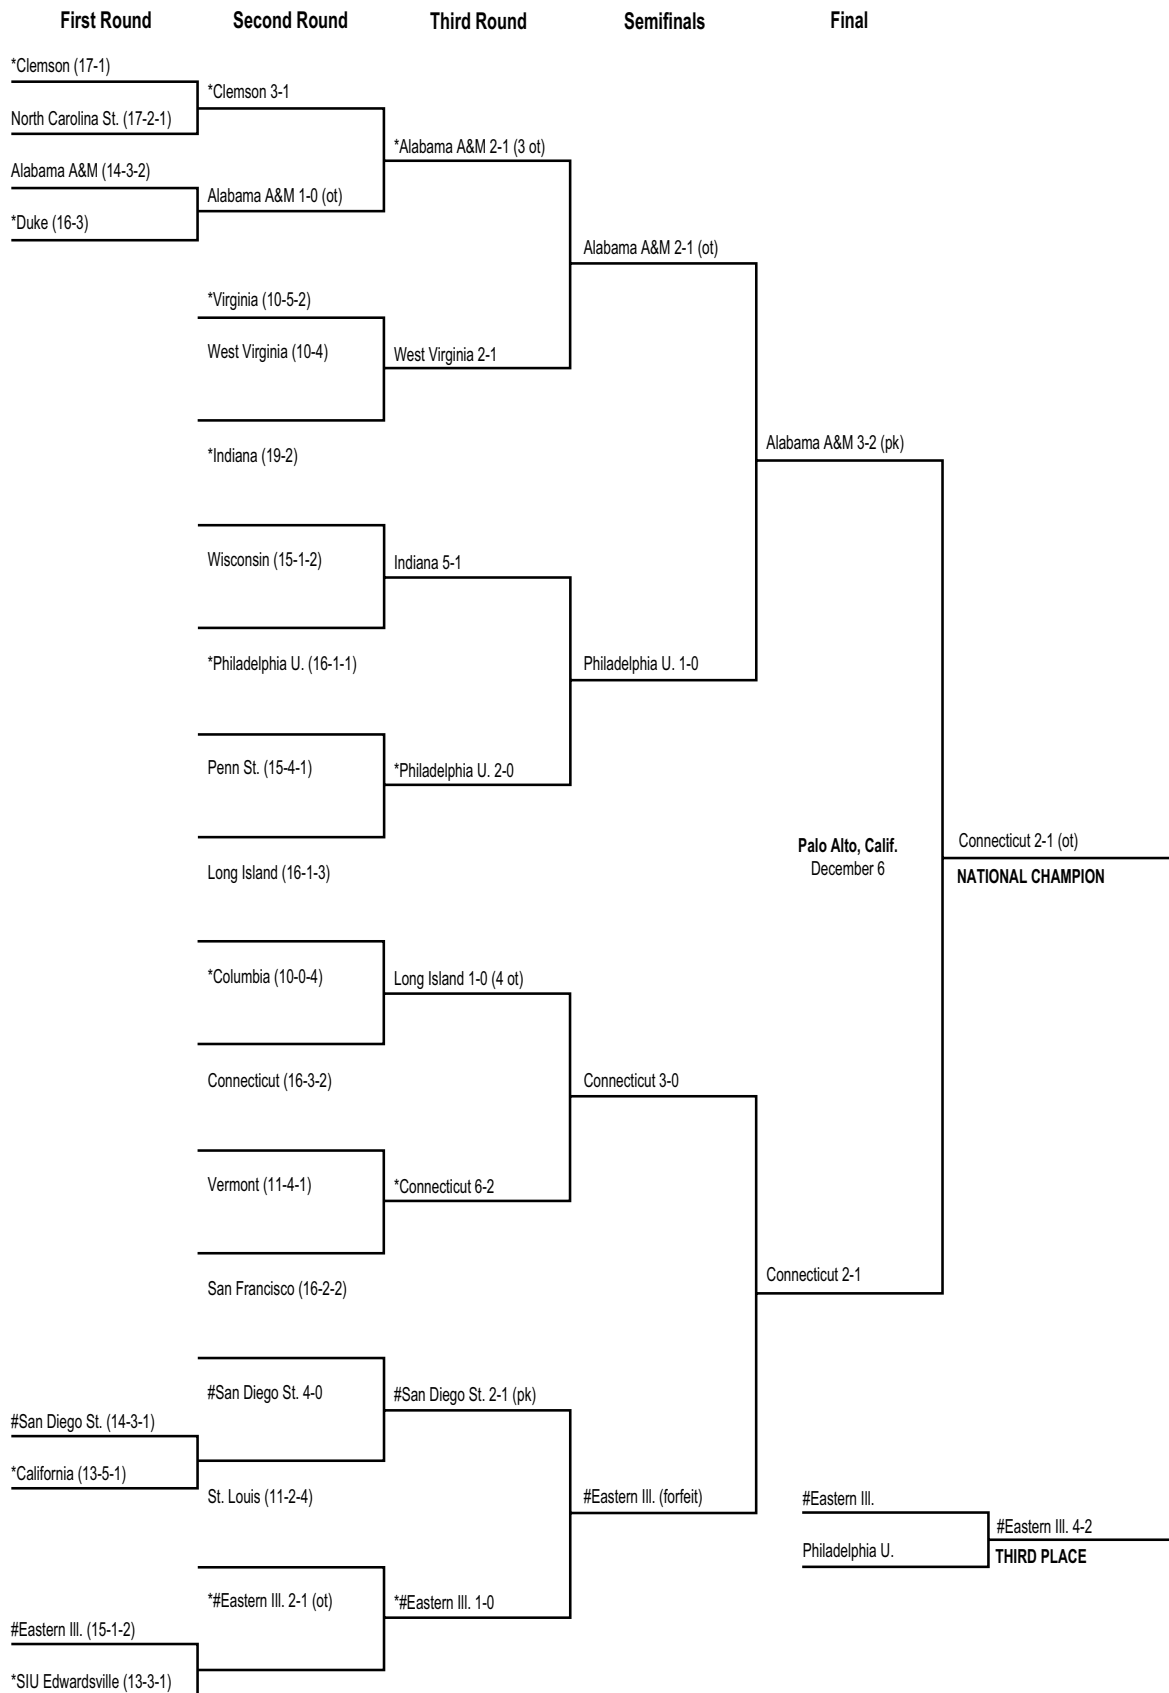 First Round
Second Round
Third Round
Semifinals
Final
*Clemson (17-1)
North Carolina St. (17-2-1)
Alabama A&M (14-3-2)
*Duke (16-3)
#San Diego St. (14-3-1)
*California (13-5-1)
#Eastern Ill. (15-1-2)
*SIU Edwardsville (13-3-1)
*Clemson 3-1
Alabama A&M 1-0 (ot)
*Virginia (10-5-2)
West Virginia (10-4)
*Indiana (19-2)
Wisconsin (15-1-2)
*Philadelphia U. (16-1-1)
Penn St. (15-4-1)
Long Island (16-1-3)
*Columbia (10-0-4)
Connecticut (16-3-2)
Vermont (11-4-1)
San Francisco (16-2-2)
#San Diego St. 4-0
St. Louis (11-2-4)
*#Eastern Ill. 2-1 (ot)
*Alabama A&M 2-1 (3 ot)
West Virginia 2-1
Indiana 5-1
*Philadelphia U. 2-0
Long Island 1-0 (4 ot)
*Connecticut 6-2
#San Diego St. 2-1 (pk)
*#Eastern Ill. 1-0
Alabama A&M 2-1 (ot)
Philadelphia U. 1-0
Connecticut 3-0
#Eastern Ill. (forfeit)
Alabama A&M 3-2 (pk)
Connecticut 2-1
Palo Alto, Calif.
December 6
Connecticut 2-1 (ot)
NATIONAL CHAMPION
#Eastern Ill.
Philadelphia U.
#Eastern Ill. 4-2
THIRD PLACE